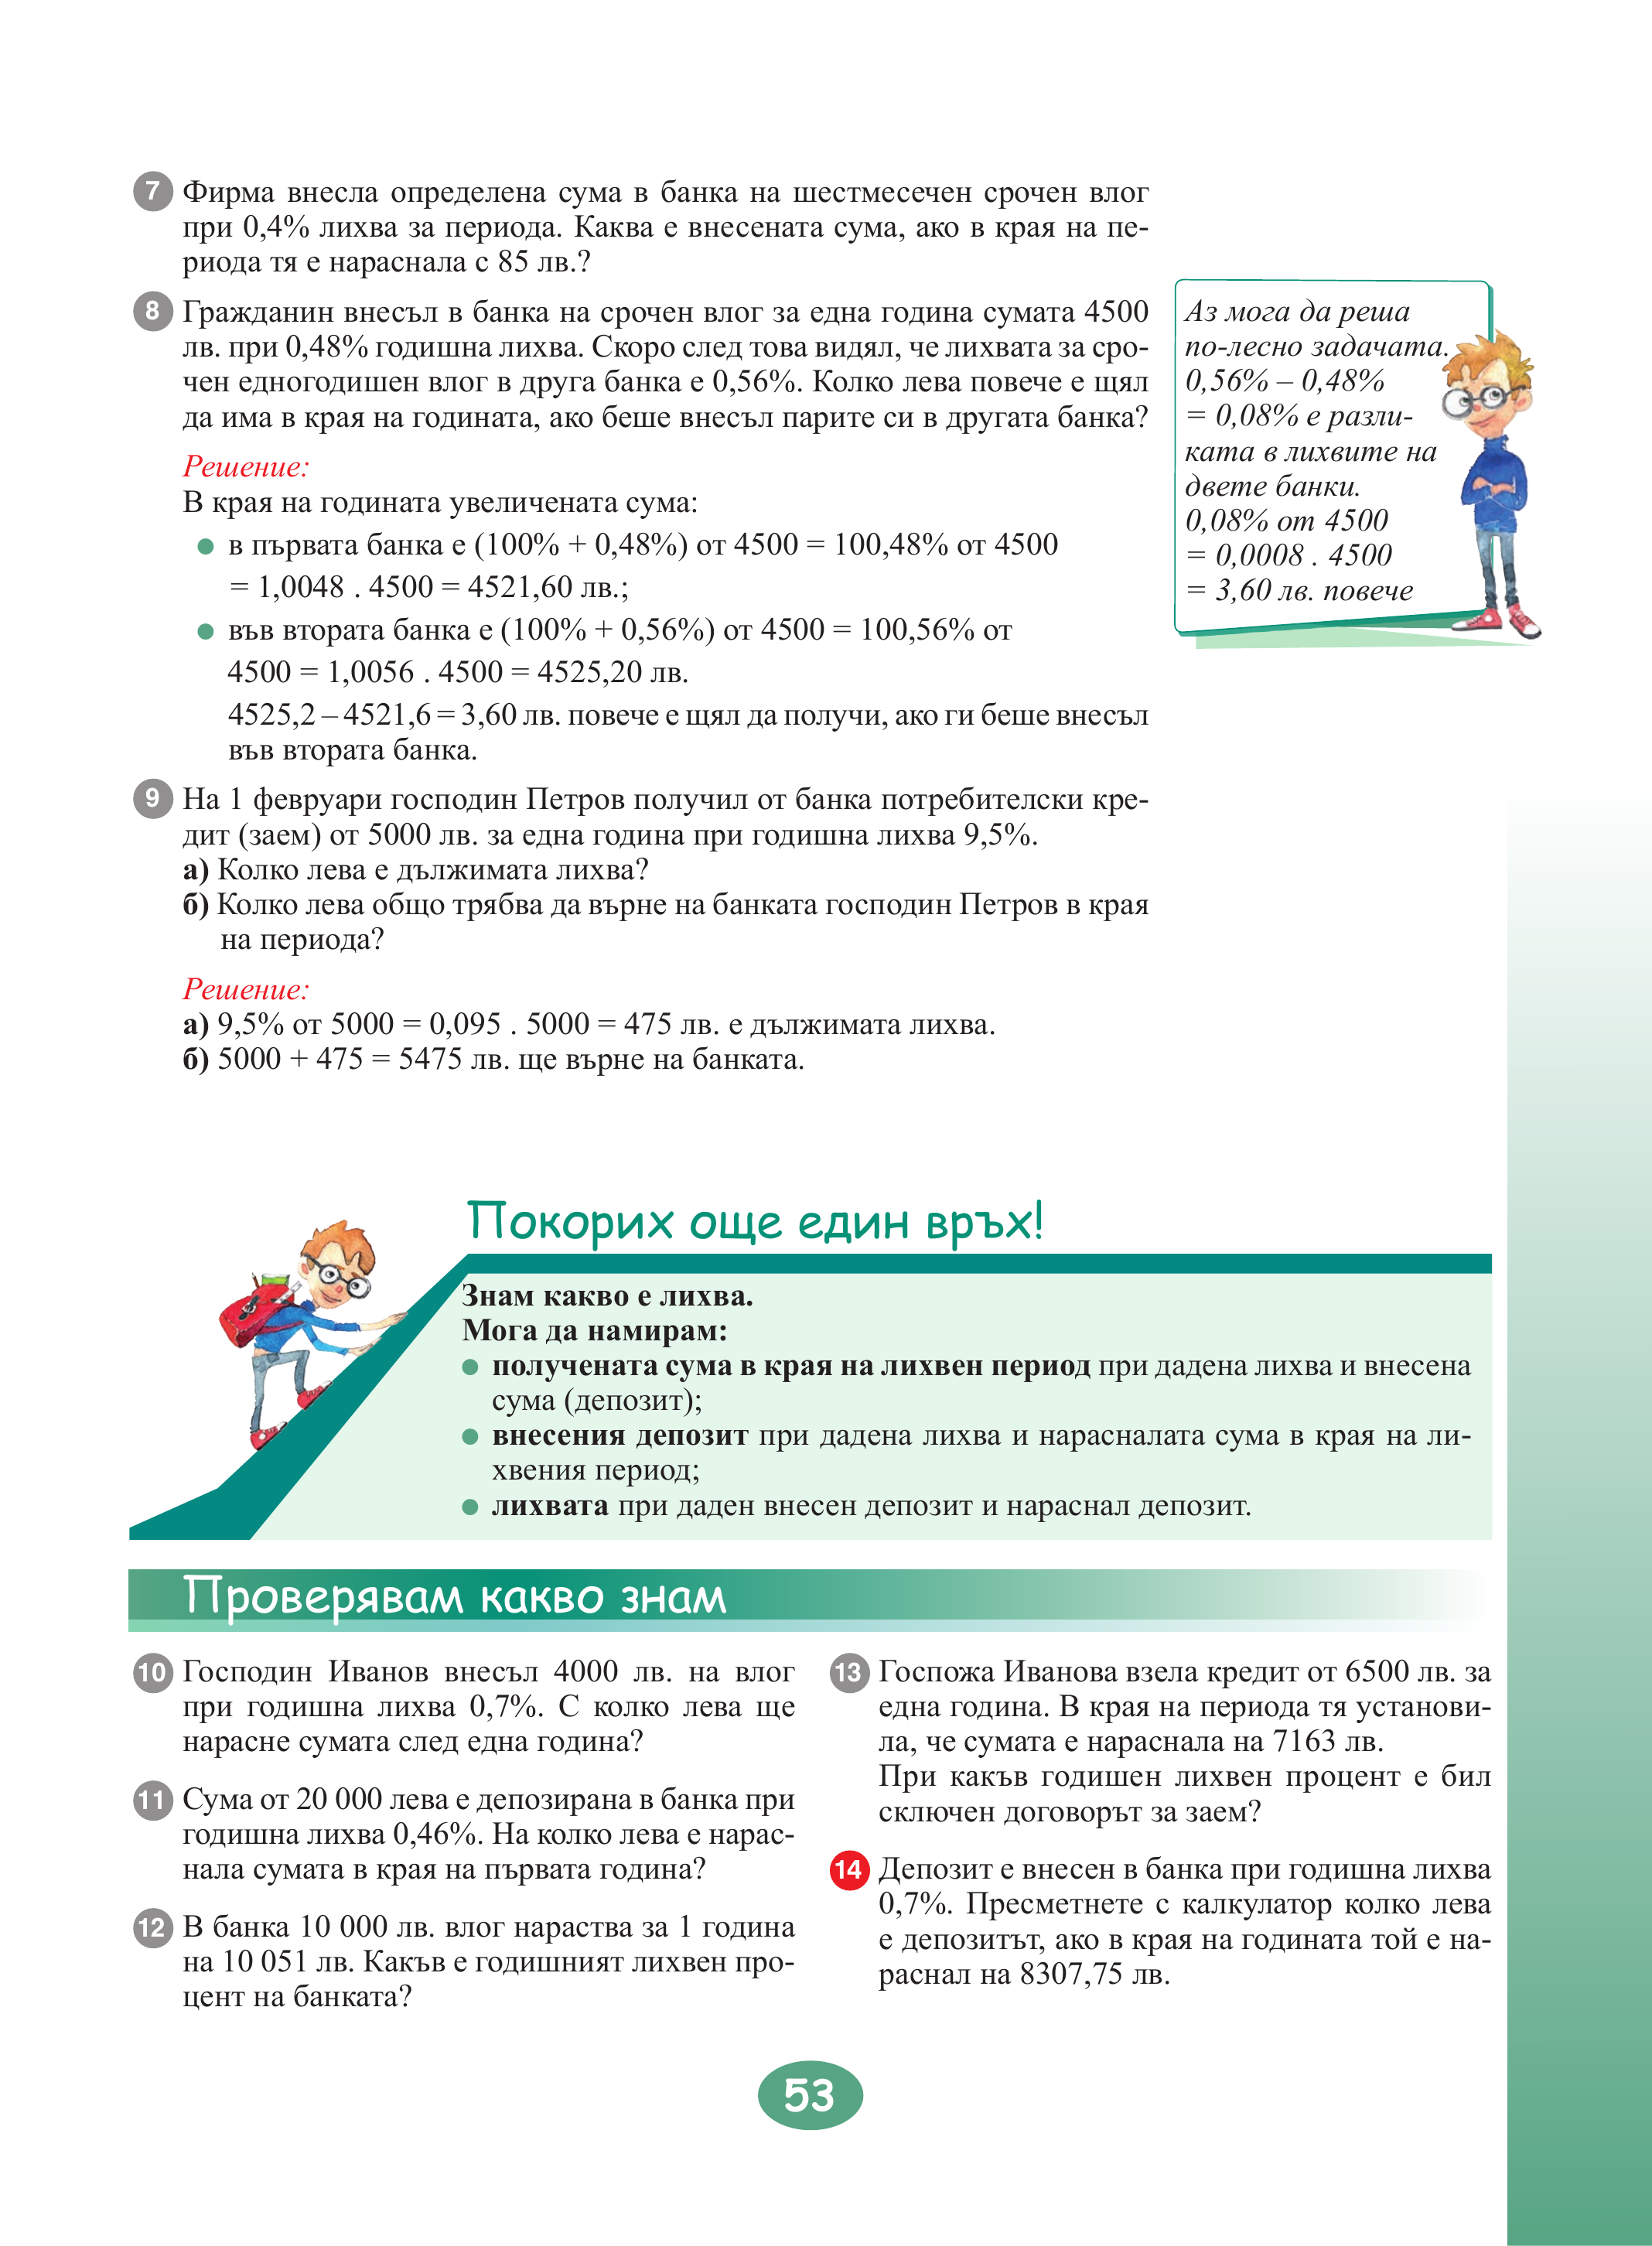 7 Фирма внесла определена сума в банка на шестмесечен срочен влог
при 0,4% лихва за периода. Каква е внесената сума, ако в края на пе-
риода тя е нараснала с 85 лв.?
8 Гражданин внесъл в банка на срочен влог за една година сумата 4500
лв. при 0,48% годишна лихва. Скоро след това видял, че лихвата за сро-
чен едногодишен влог в друга банка е 0,56%. Колко лева повече е щял
да има в края на годината, ако беше внесъл парите си в другата банка?
Решение:
В края на годината увеличената сума:
● в първата банка е (100% + 0,48%) от 4500 = 100,48% от 4500
= 1,0048 . 4500 = 4521,60 лв.;
● във втората банка е (100% + 0,56%) от 4500 = 100,56% от
4500 = 1,0056 . 4500 = 4525,20 лв.
4525,2 – 4521,6 = 3,60 лв. повече е щял да получи, ако ги беше внесъл
във втората банка.
Аз мога да реша
по-лесно задачата.
0,56% – 0,48%
= 0,08% е разли-
ката в лихвите на
двете банки.
0,08% от 4500
= 0,0008 . 4500
= 3,60 лв. повече
9 На 1 февруари господин Петров получил от банка потребителски кре-
дит (заем) от 5000 лв. за една година при годишна лихва 9,5%.
а) Колко лева е дължимата лихва?
б) Колко лева общо трябва да върне на банката господин Петров в края
на периода?
Решение:
а) 9,5% от 5000 = 0,095 . 5000 = 475 лв. е дължимата лихва.
б) 5000 + 475 = 5475 лв. ще върне на банката.
Покорих още един връх!
Знам какво е лихва.
Мога да намирам:
● получената сума в края на лихвен период при дадена лихва и внесена
сума (депозит);
● внесения депозит при дадена лихва и нарасналата сума в края на ли-
хвения период;
● лихвата при даден внесен депозит и нараснал депозит.
Проверявам какво знам
10 Господин Иванов внесъл 4000 лв. на влог
при годишна лихва 0,7%. С колко лева ще
нарасне сумата след една година?
11 Сума от 20 000 лева е депозирана в банка при
годишна лихва 0,46%. На колко лева е нарас-
нала сумата в края на първата година?
12 В банка 10 000 лв. влог нараства за 1 година
на 10 051 лв. Какъв е годишният лихвен про-
цент на банката?
13 Госпожа Иванова взела кредит от 6500 лв. за
една година. В края на периода тя установи-
ла, че сумата е нараснала на 7163 лв.
При какъв годишен лихвен процент е бил
сключен договорът за заем?
14 Депозит е внесен в банка при годишна лихва
0,7%. Пресметнете с калкулатор колко лева
е депозитът, ако в края на годината той е на-
раснал на 8307,75 лв.
53